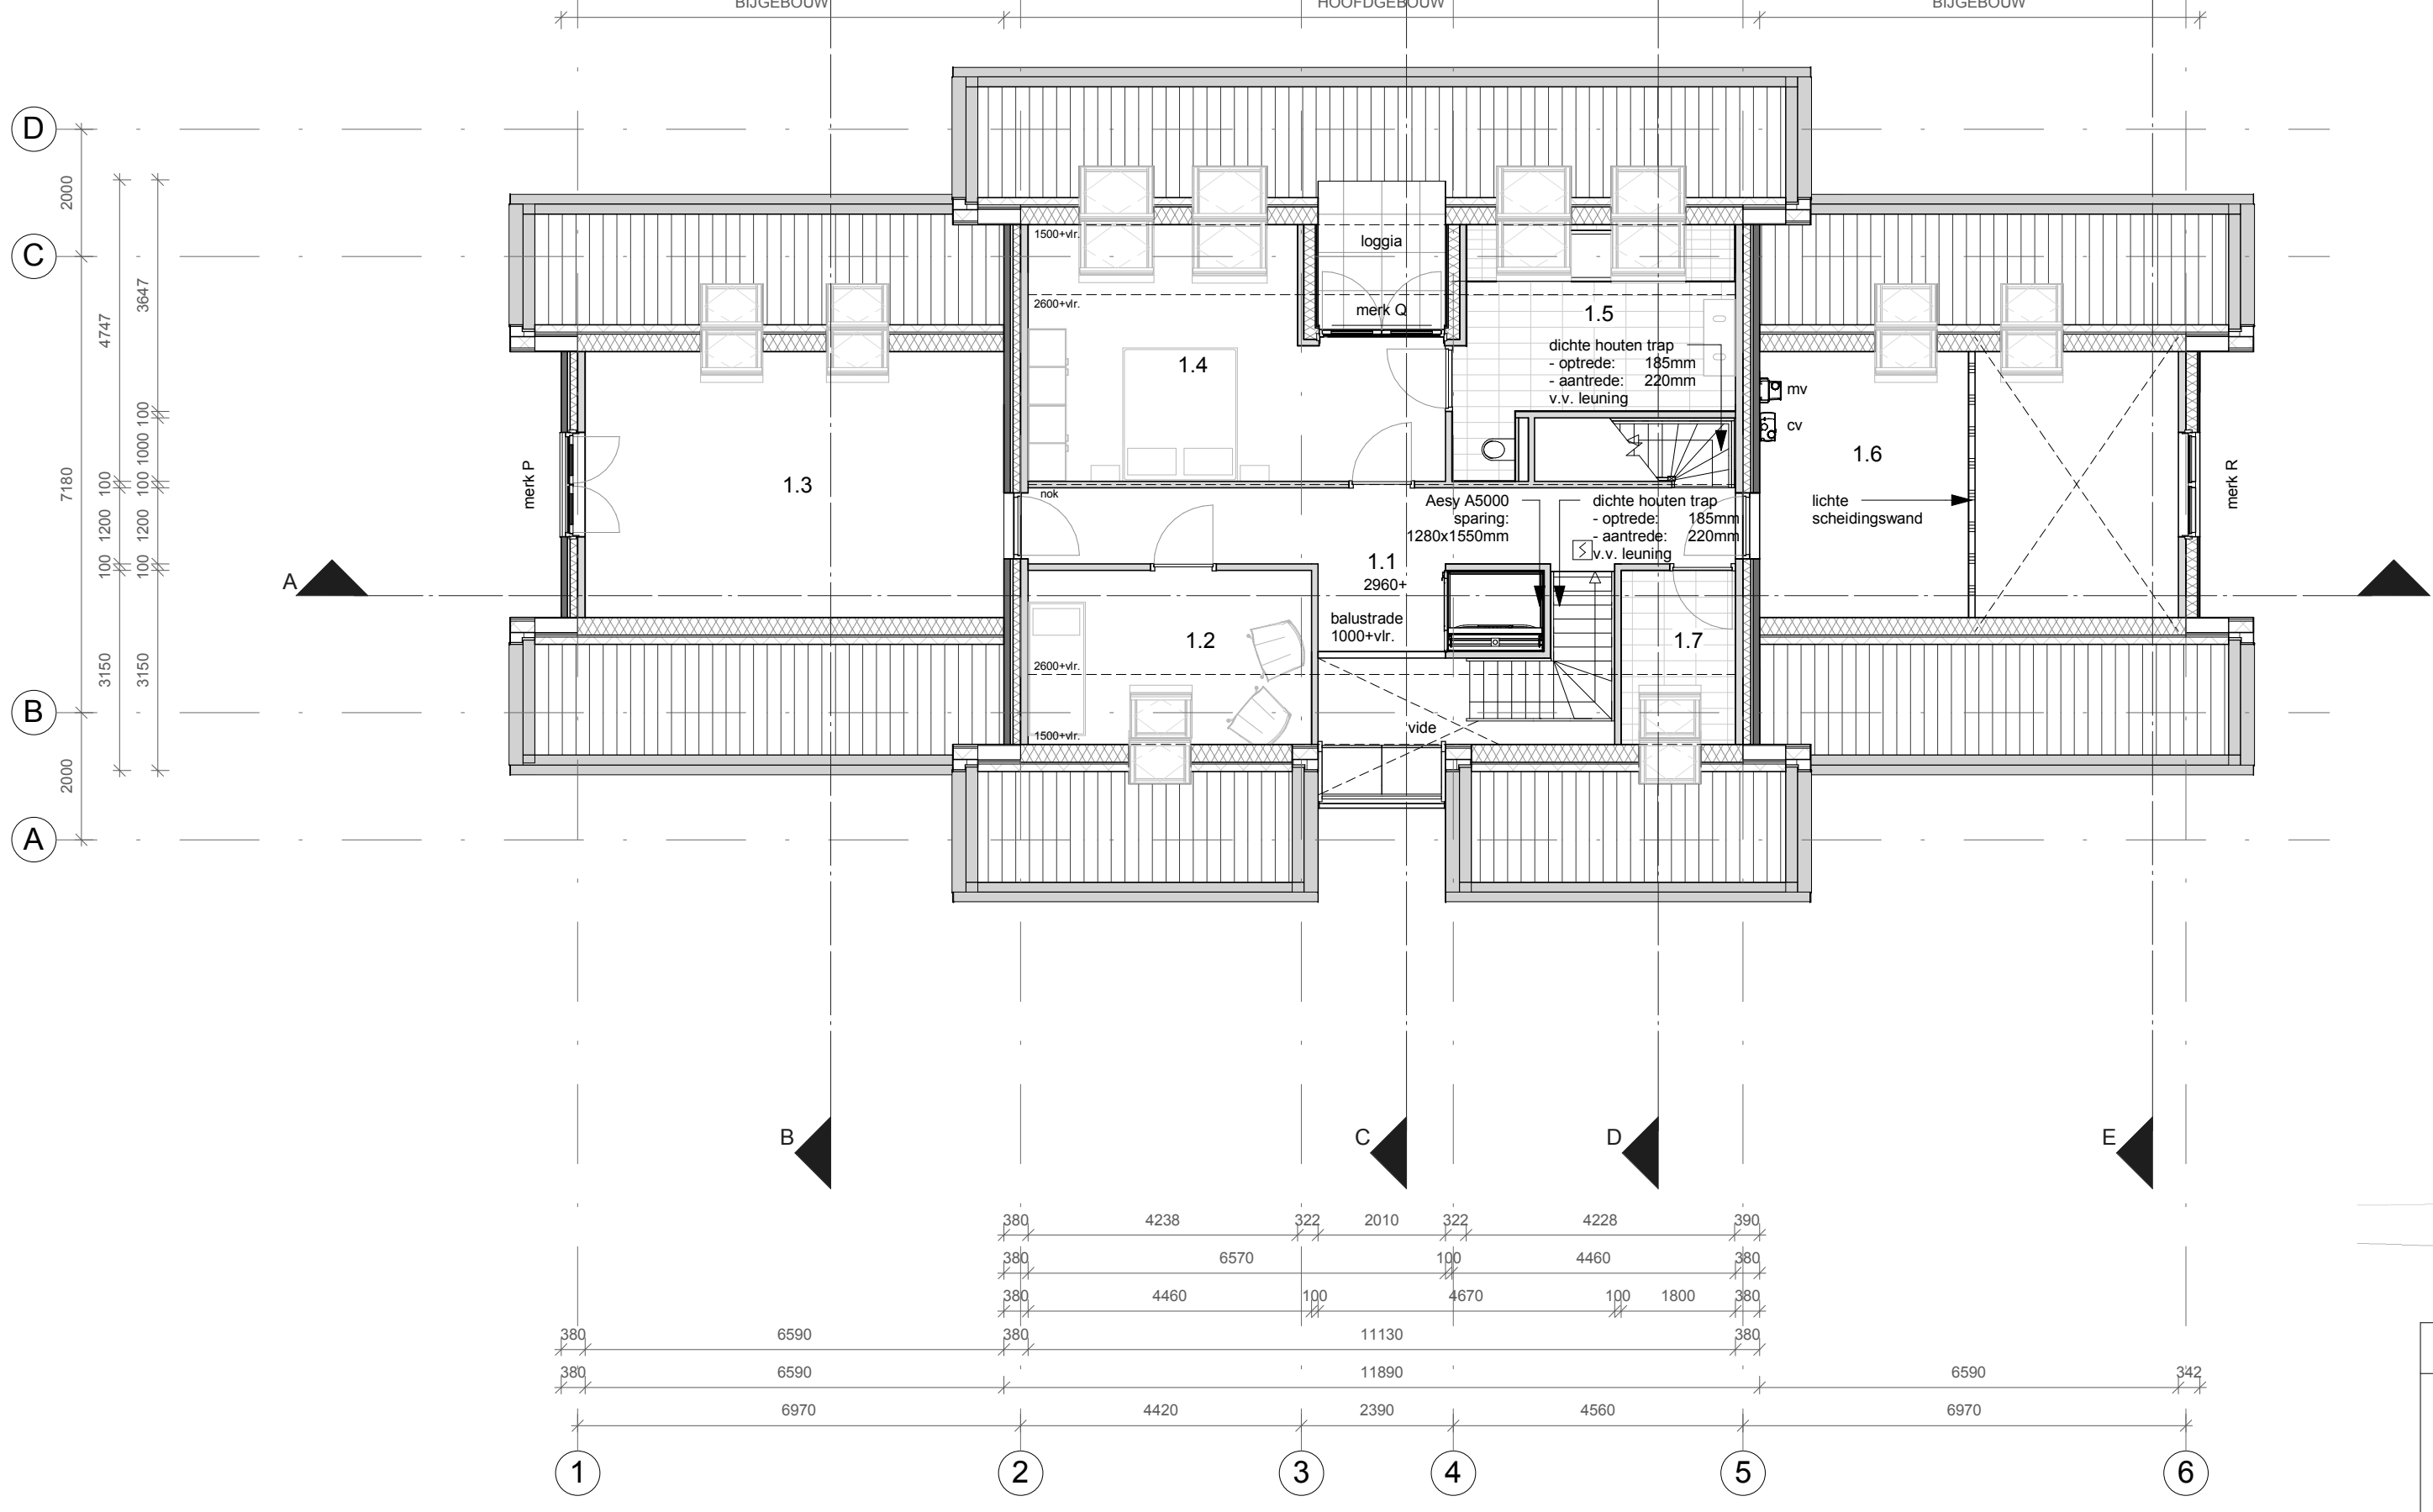 BIJGEBOUW
HOOFDGEBOUW
BIJGEBOUW
D
C
B
A
2000
7180
2000
4747
100
1200
100
3150
3647
100
1000
100
1200
100
3150
1500+vlr.
2600+vlr.
loggia
merk Q
1.5
dichte houten trap
- optrede: 185mm
- aantrede: 220mm
v.v. leuning
1.4
mv
cv
1.6
merk P
1.3
merk R
nok
Aesy A5000
sparing:
1280x1550mm
dichte houten trap
- optrede: 185mm
- aantrede: 220mm
v.v. leuning
lichte
scheidingswand
1.1
2960+
A
balustrade
1000+vlr.
1.2
1.7
2600+vlr.
vide
1500+vlr.
B
C
D
E
380 4238 322 2010 322 4228 390
380 6570 100 4460 380
380 4460 100 4670 100 1800 380
380 6590 380 11130 380
380 6590 11890 6590 342
6970 4420 2390 4560 6970
1 2 3 4 5 6